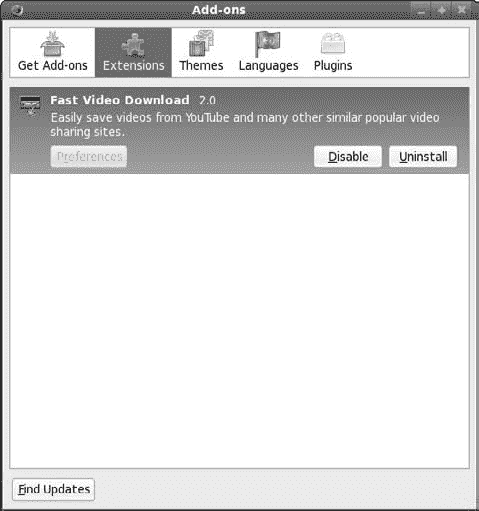 Add-ons
Get Add-ons Extensions Themes Languages Plugins
Fast Video Download 2.0
Easily save videos from YouTube and many other similar popular video
sharing sites.
Preferences Disable Uninstall
Find Updates